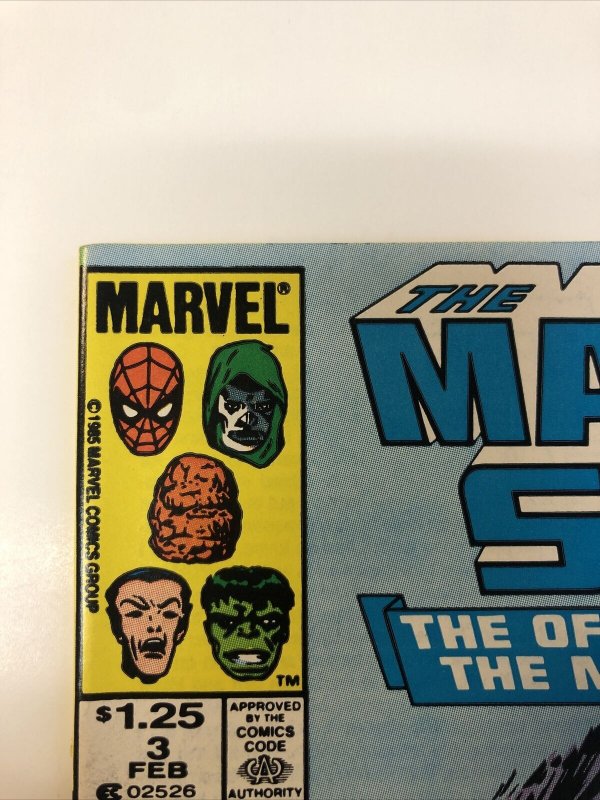 MARVEL®
© 1985 MARVEL COMICS GROUP
TM
$1.25
3
FEB
02526
APPROVED
BY THE
COMICS
CODE
CA
AUTHORITY
THE
MA
S
THE OF
THE